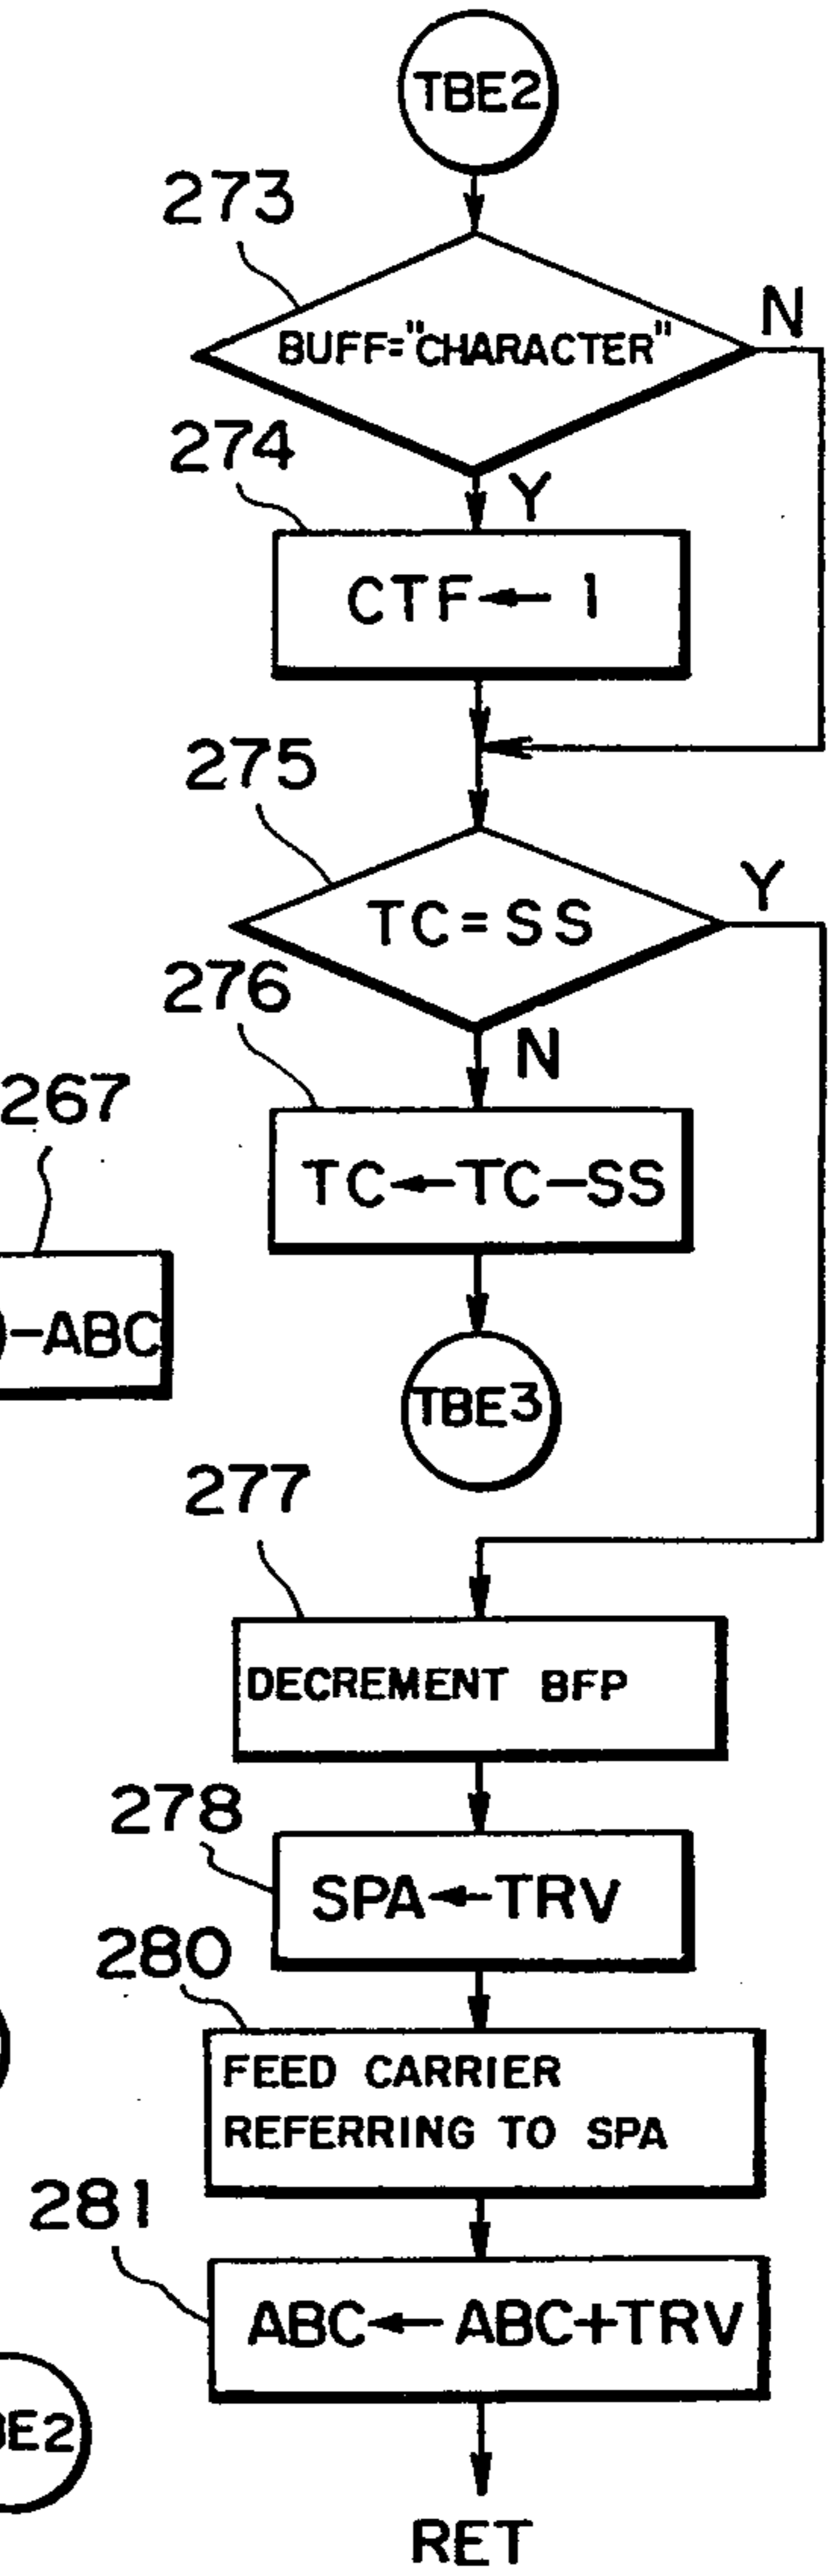 TBE2
273
BUFF="CHARACTER"
N
274
Y
CTF← 1
275
TC=SS
Y
276
N
267
TC←TC-SS
)-ABC
TBE3
277
DECREMENT BFP
278
SPA←TRV
280
FEED CARRIER
REFERRING TO SPA
281
ABC←ABC+TRV
BE2
RET